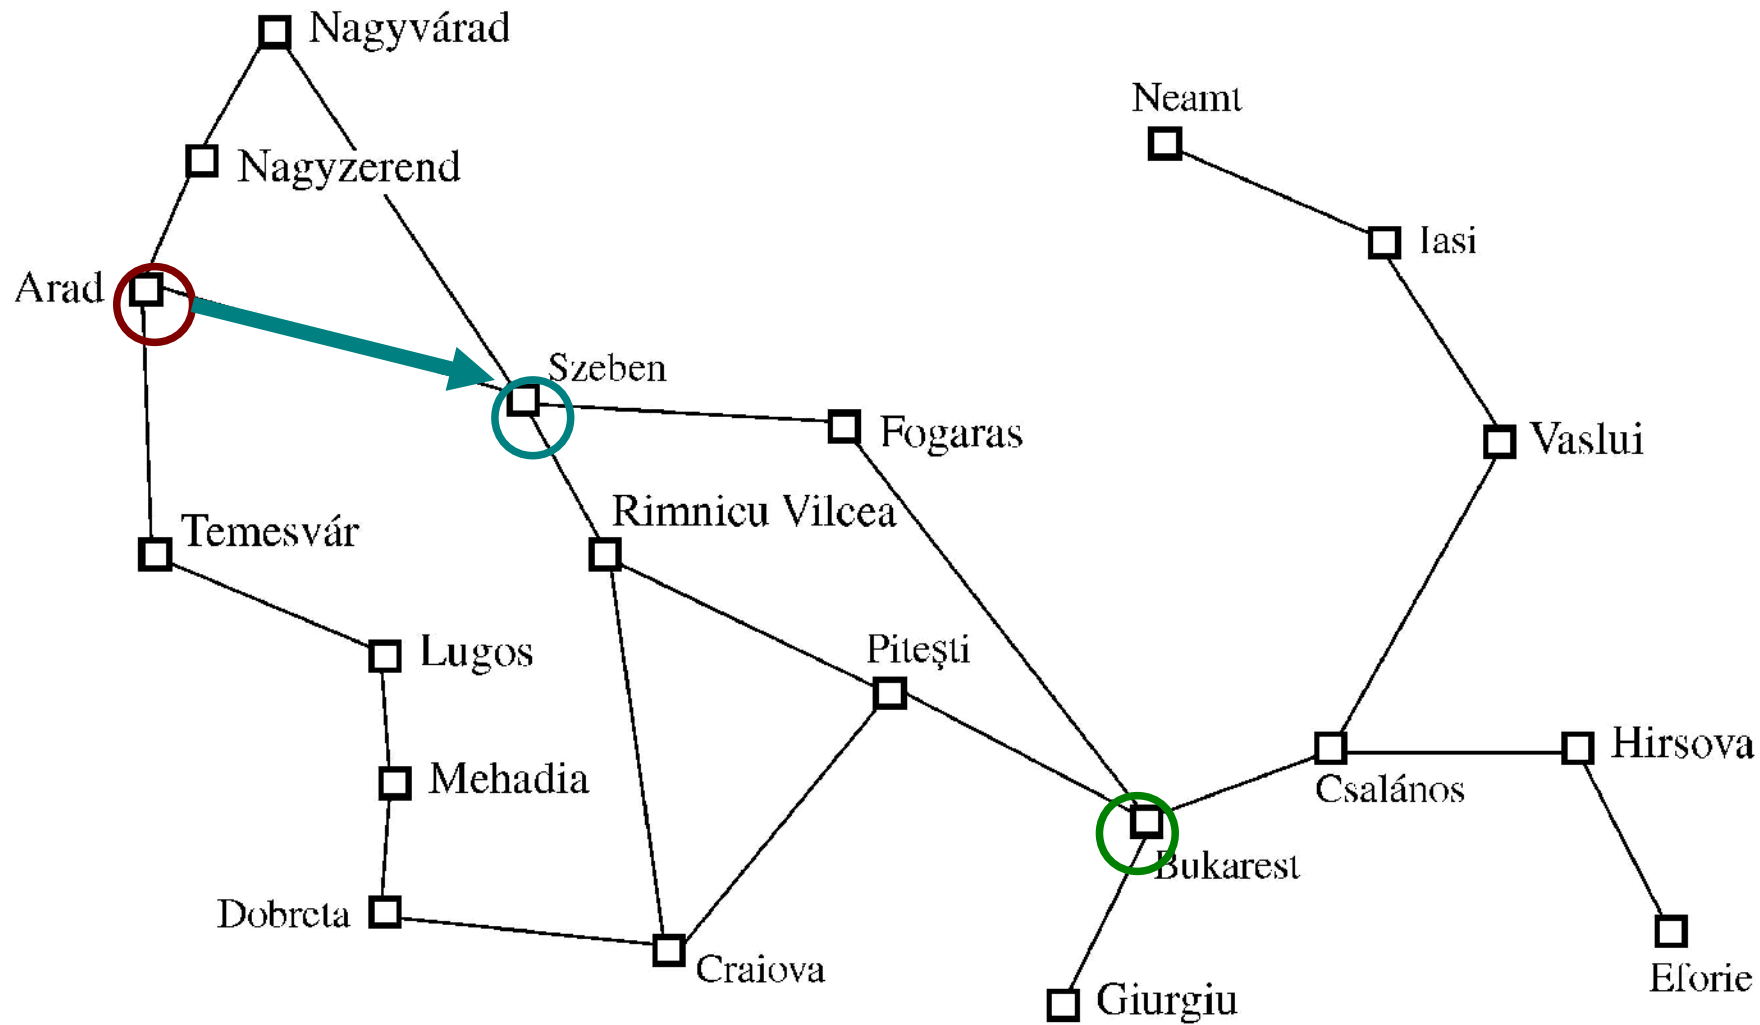 Nagyvárad
Neamt
Nagyzerend
Iasi
Arad
Szeben
Fogaras
Vaslui
Rimnicu Vilcea
Temesvár
Lugos
Piteşti
Hirsova
Mehadia
Csalános
Bukarest
Dobreta
Craiova
Eforie
Giurgiu